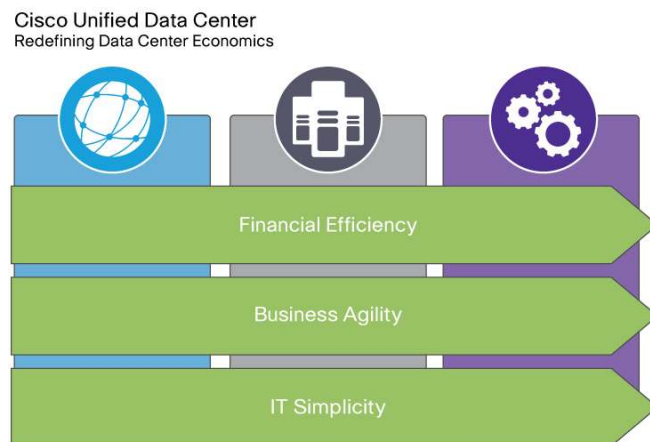 Cisco Unified Data Center
Redefining Data Center Economics
Financial Efficiency
Business Agility
IT Simplicity